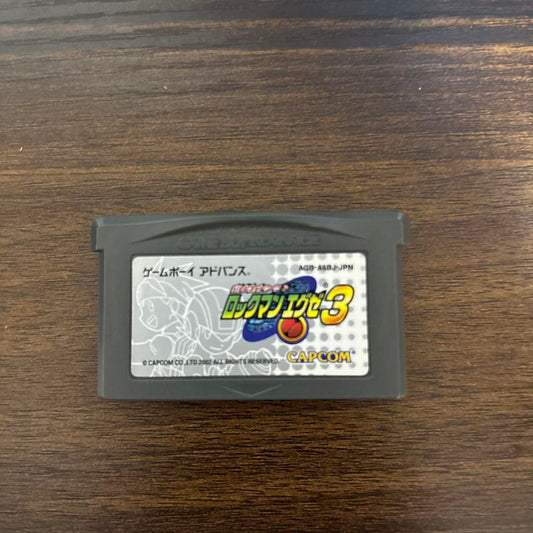 GAME BOY ADVANCE
ゲームボーイ アドバンス®
AGB-A6BJ-JPN
ロックマン エグゼ3
© CAPCOM CO.,LTD.2002 ALL RIGHTS RESERVED.
CAPCOM